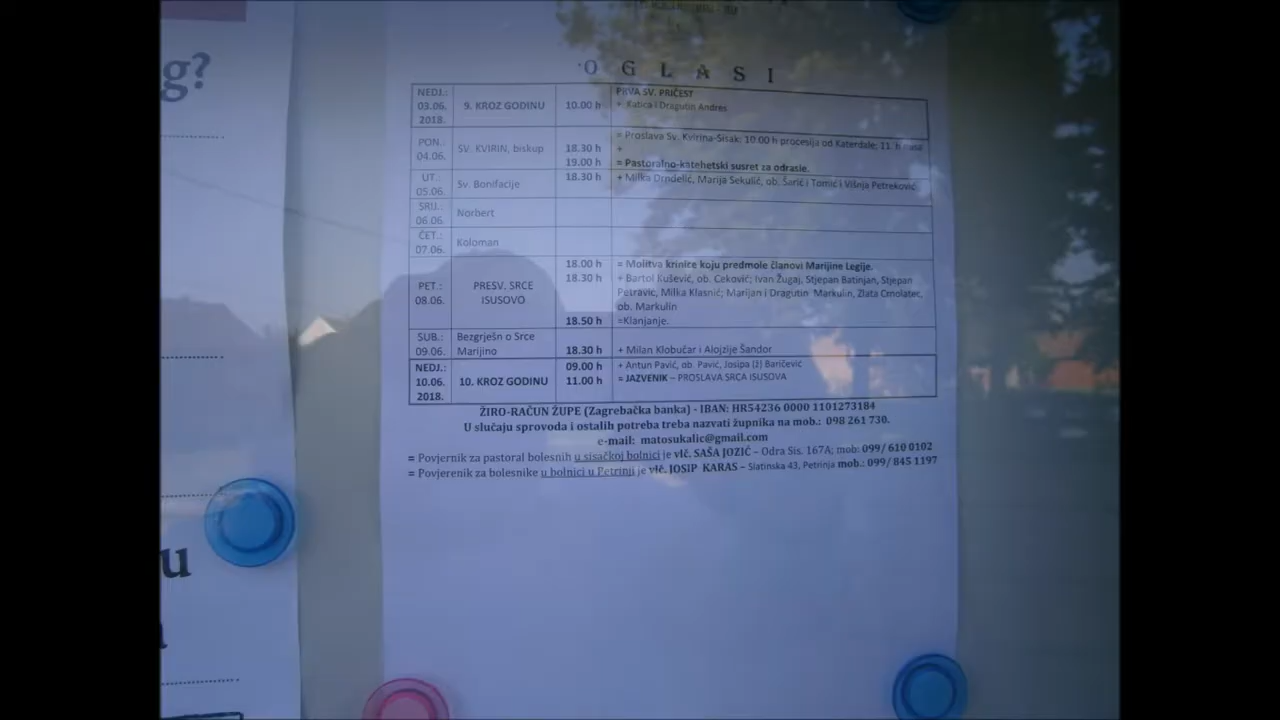 g?
u
O G L A S I
NEDJ.: 03.06. 2018. 9. KROZ GODINU 10.00 h PRVA SV. PRIČEST
+ Katica i Dragutin Andres
PON.: 04.06. SV. KVIRIN, biskup = Proslava Sv. Kvirina-Sisak: 10.00 h procesija od Katerdale; 11. h misa
18.30 h +
19.00 h = Pastoralno-katehetski susret za odrasle.
UT.: 05.06. Sv. Bonifacije 18.30 h + Milka Drndelić, Marija Sekulić, ob. Šarić i Tomić i Višnja Petreković
SRIJ.: 06.06. Norbert
ČET.: 07.06. Koloman
PET.: 08.06. PRESV. SRCE ISUSOVO 18.00 h = Molitva krinice koju predmole članovi Marijine Legije.
18.30 h + Bartol Kušević, ob. Ceković; Ivan Žugaj, Stjepan Batinjan, Stjepan
Petravić, Milka Klasnić; Marijan i Dragutin Markulin, Zlata Crnolatec,
ob. Markulin
18.50 h =Klanjanje.
SUB.: 09.06. Bezgrješn o Srce Marijino 18.30 h + Milan Klobučar i Alojzije Šandor
NEDJ.: 10.06. 2018. 10. KROZ GODINU 09.00 h + Antun Pavić, ob. Pavić, Josipa (ž) Baričević
11.00 h = JAZVENIK – PROSLAVA SRCA ISUSOVA
ŽIRO-RAČUN ŽUPE (Zagrebačka banka) - IBAN: HR54236 0000 1101273184
U slučaju sprovoda i ostalih potreba treba nazvati župnika na mob.: 098 261 730.
e-mail: matosukalic@gmail.com
= Povjernik za pastoral bolesnih u sisačkoj bolnici je vlč. SAŠA JOZIĆ – Odra Sis. 167A; mob: 099/ 610 0102
= Povjerenik za bolesnike u bolnici u Petrinji je vlč. JOSIP KARAS – Slatinska 43, Petrinja mob.: 099/ 845 1197